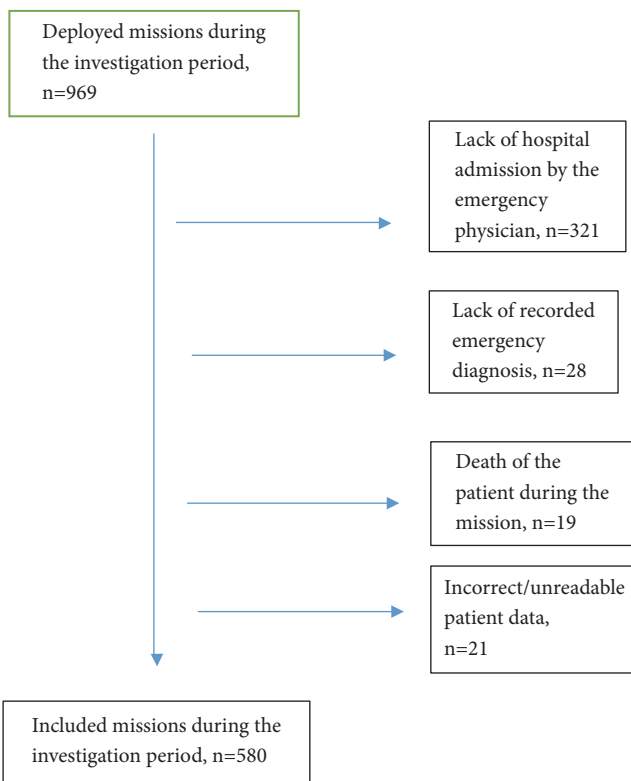 Deployed missions during
the investigation period,
n=969
Lack of hospital
admission by the
emergency
physician, n=321
Lack of recorded
emergency
diagnosis, n=28
Death of the
patient during the
mission, n=19
Incorrect/unreadable
patient data,
n=21
Included missions during the
investigation period, n=580